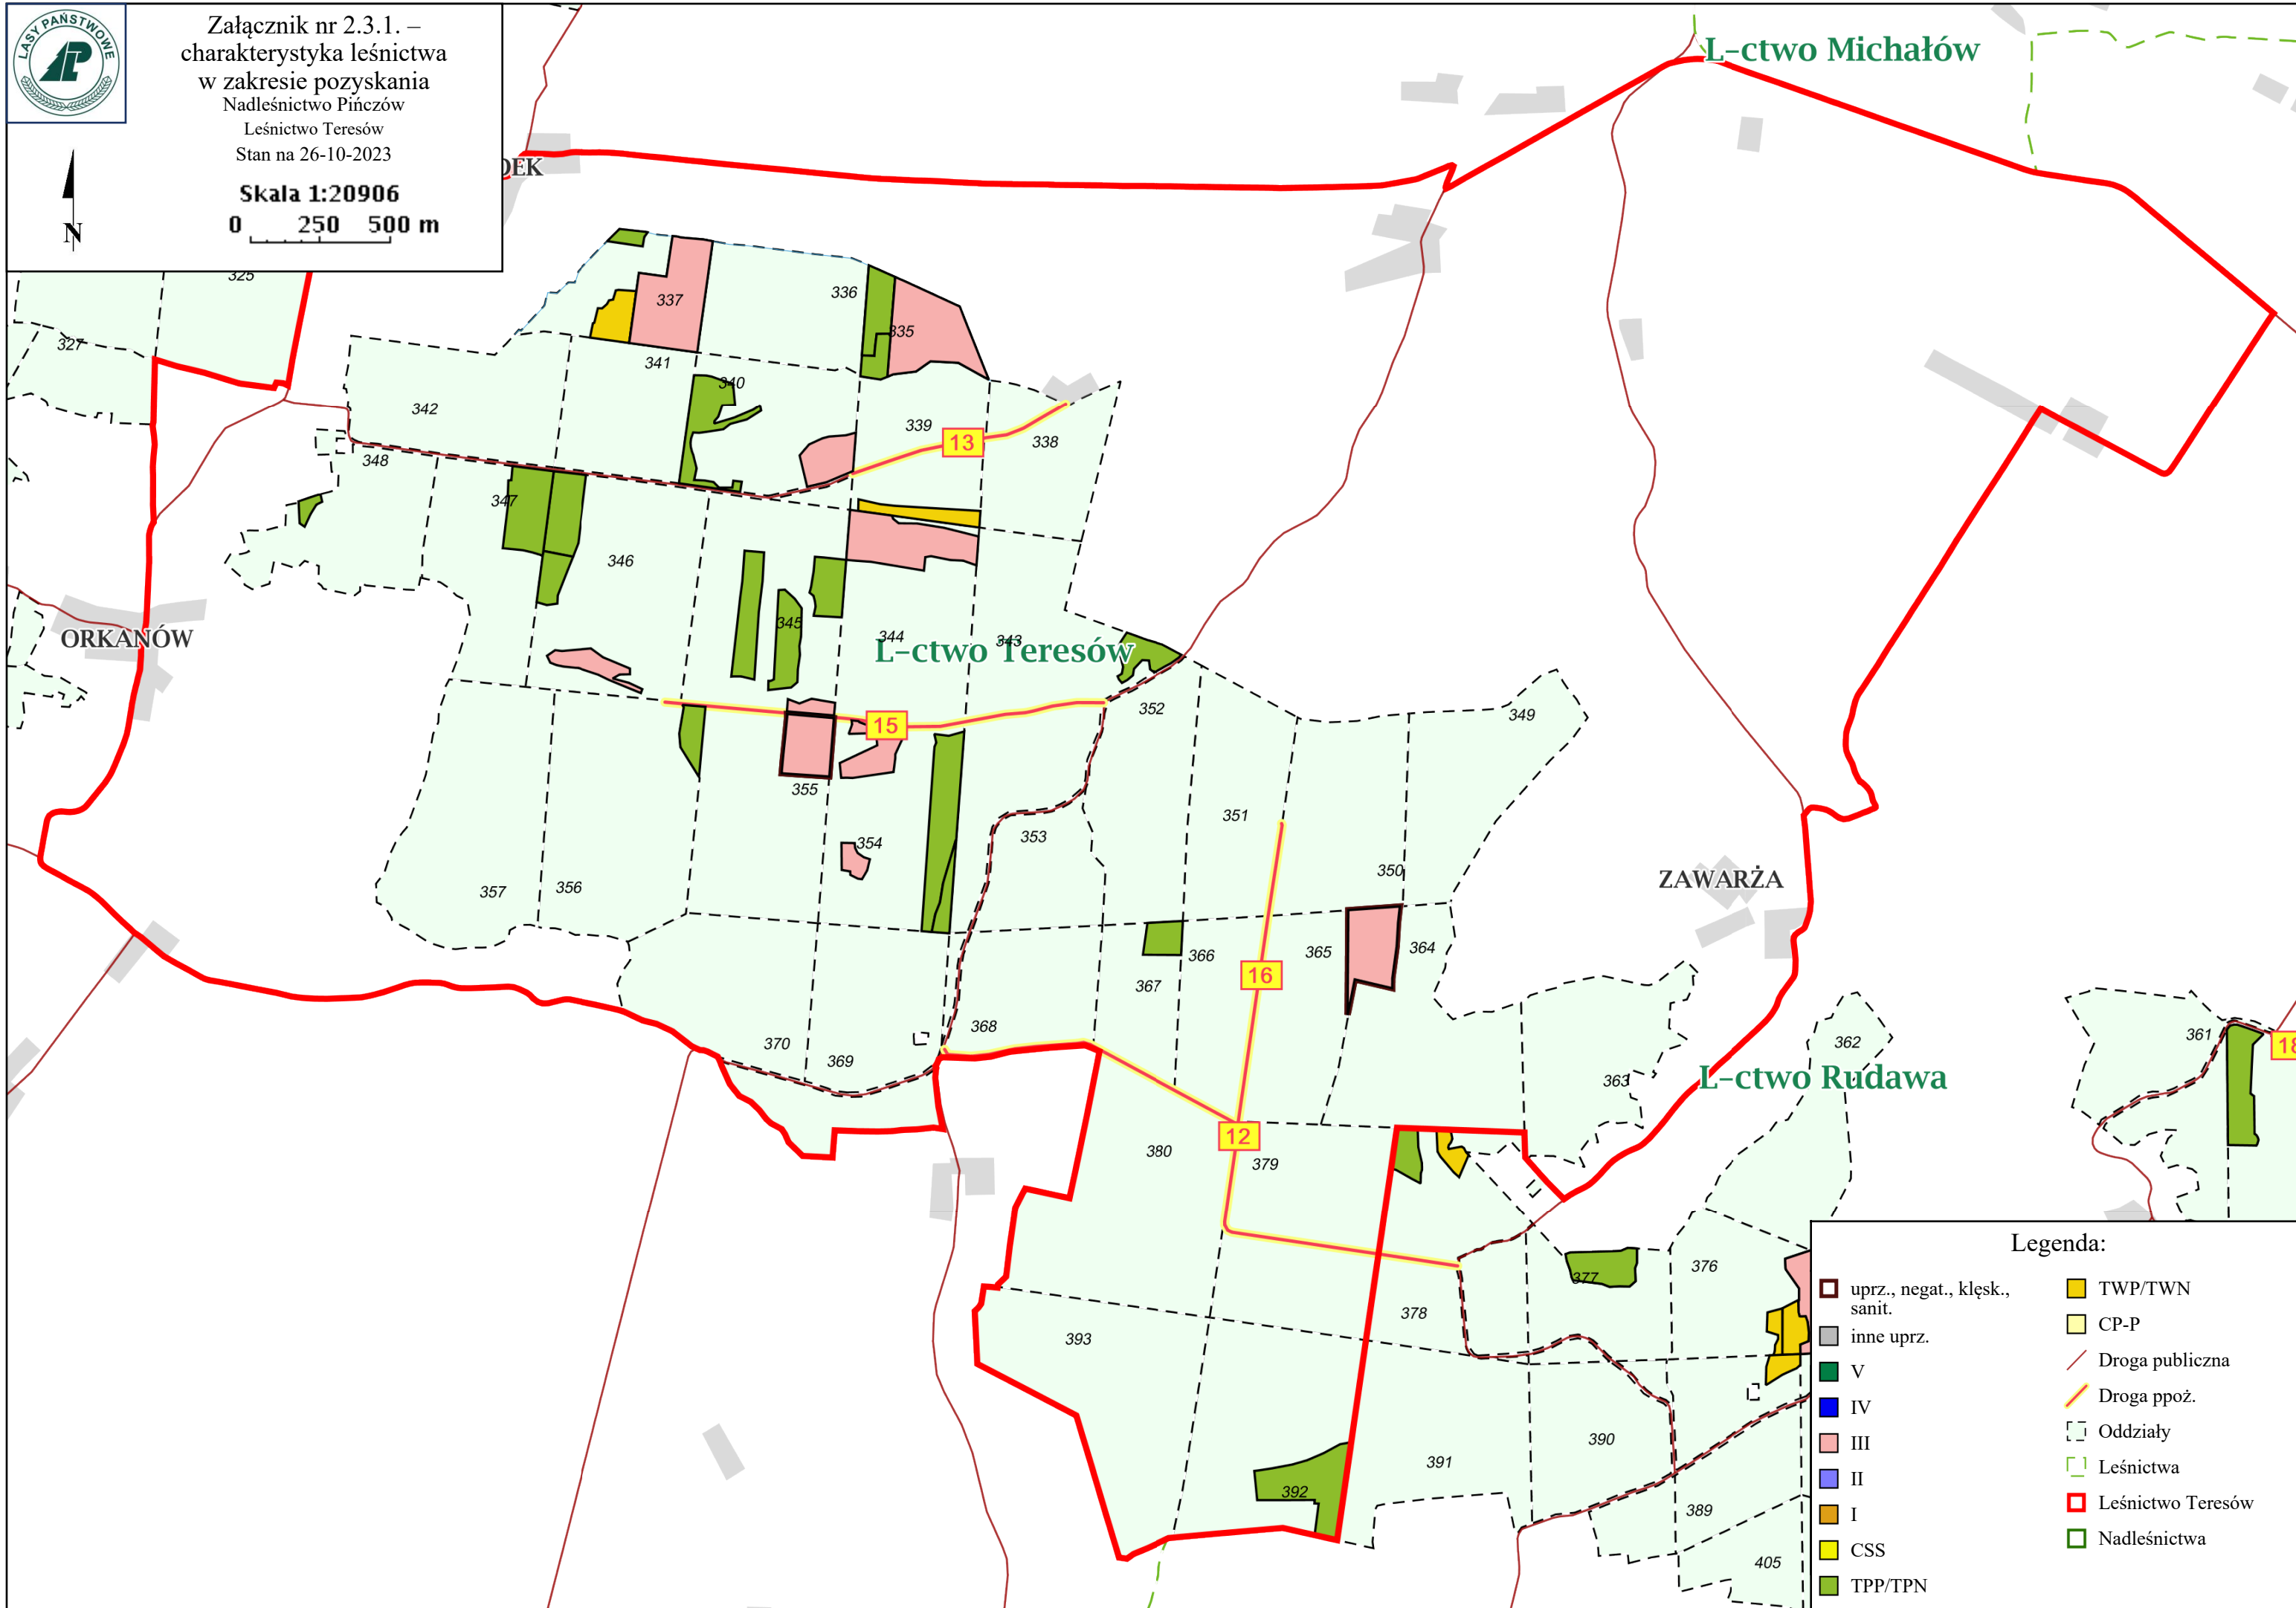 LASY PAŃSTWOWE
Załącznik nr 2.3.1. –
charakterystyka leśnictwa
w zakresie pozyskania
Nadleśnictwo Pińczów
Leśnictwo Teresów
Stan na 26-10-2023
Skala 1:20906
0 250 500 m
N
DEK
L-ctwo Michałów
325
327
337
336
335
341
340
342
339
13
338
348
347
346
345
344
343
L-ctwo Teresów
ORKANÓW
15
352
349
355
351
353
354
350
357
356
ZAWARŻA
366
365
364
16
367
368
370
369
363
362
361
18
L-ctwo Rudawa
12
380
379
377
376
378
393
391
390
392
389
405
Legenda:
uprz., negat., klęsk.,
sanit.
inne uprz.
V
IV
III
II
I
CSS
TPP/TPN
TWP/TWN
CP-P
Droga publiczna
Droga ppoż.
Oddziały
Leśnictwa
Leśnictwo Teresów
Nadleśnictwa